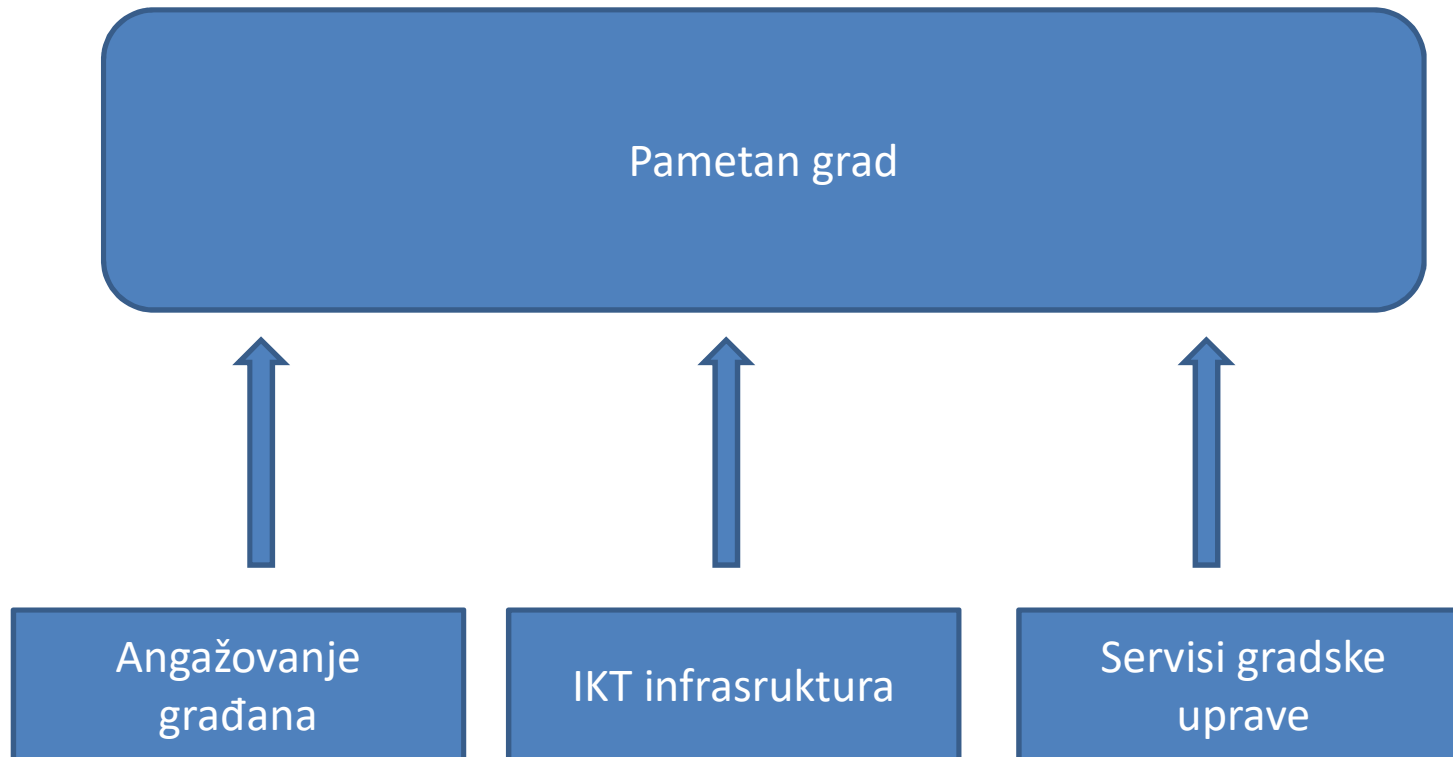 Pametan grad
Angažovanje
građana
IKT infrasruktura
Servisi gradske
uprave